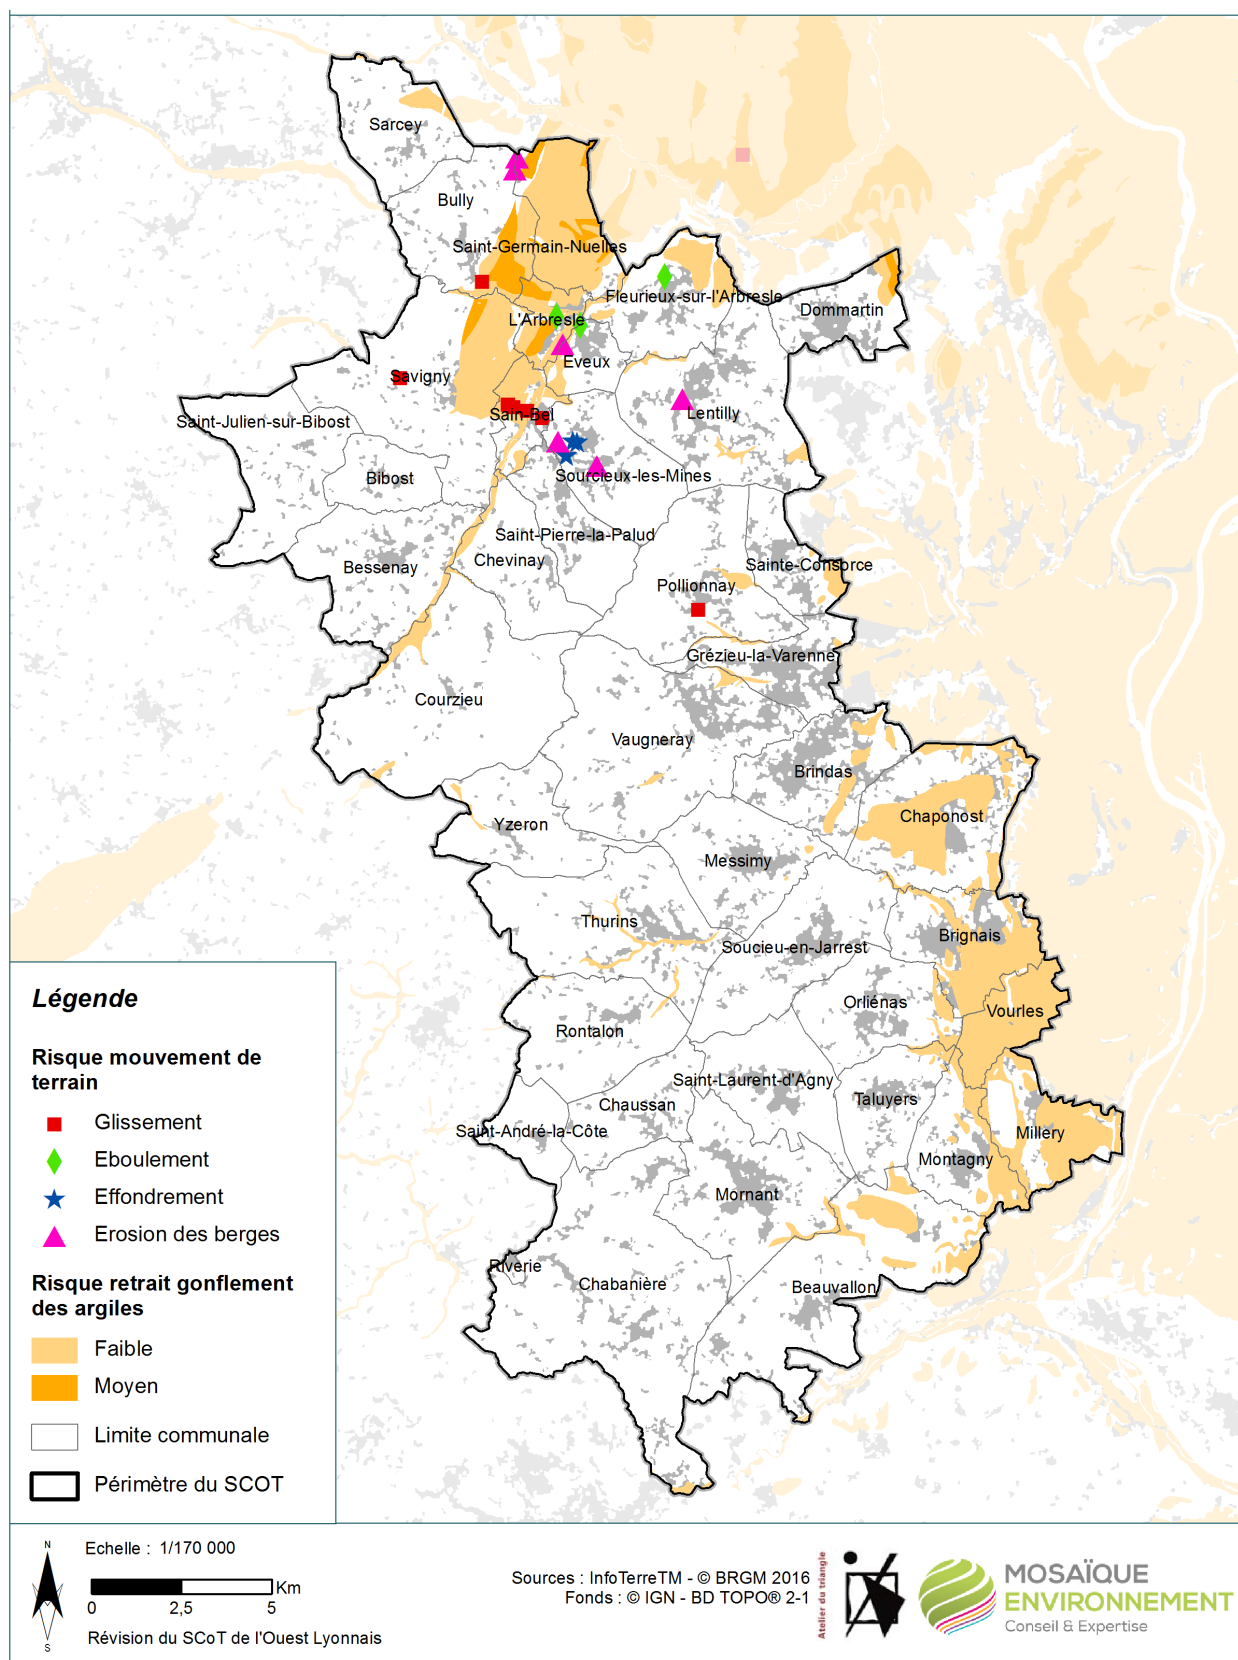 Sarcey
Bully
Saint-Germain-Nuelles
Fleurieux-sur-l'Arbresle
Dommartin
L'Arbresle
Eveux
Savigny
Lentilly
Sain-Bel
Saint-Julien-sur-Bibost
Bibost
Sourcieux-les-Mines
Saint-Pierre-la-Palud
Chevinay
Bessenay
Sainte-Consorce
Pollionnay
Grézieu-la-Varenne
Courzieu
Vaugneray
Brindas
Chaponost
Yzeron
Messimy
Thurins
Soucieu-en-Jarrest
Brignais
Orliénas
Vourles
Rontalon
Saint-Laurent-d'Agny
Chaussan
Taluyers
Saint-André-la-Côte
Millery
Montagny
Mornant
Riverie
Chabanière
Beauvallon
Légende
Risque mouvement de
terrain
Glissement
Eboulement
Effondrement
Erosion des berges
Risque retrait gonflement
des argiles
Faible
Moyen
Limite communale
Périmètre du SCOT
N
S
Echelle : 1/170 000
Km
0 2,5 5
Révision du SCoT de l'Ouest Lyonnais
Sources : InfoTerreTM - © BRGM 2016
Fonds : © IGN - BD TOPO® 2-1
Atelier du triangle
MOSAÏQUE
ENVIRONNEMENT
Conseil & Expertise